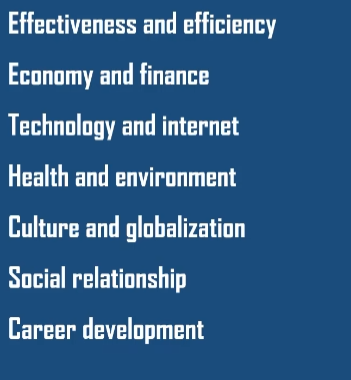 Effectiveness and efficiency
Economy and finance
Technology and internet
Health and environment
Culture and globalization
Social relationship
Career development